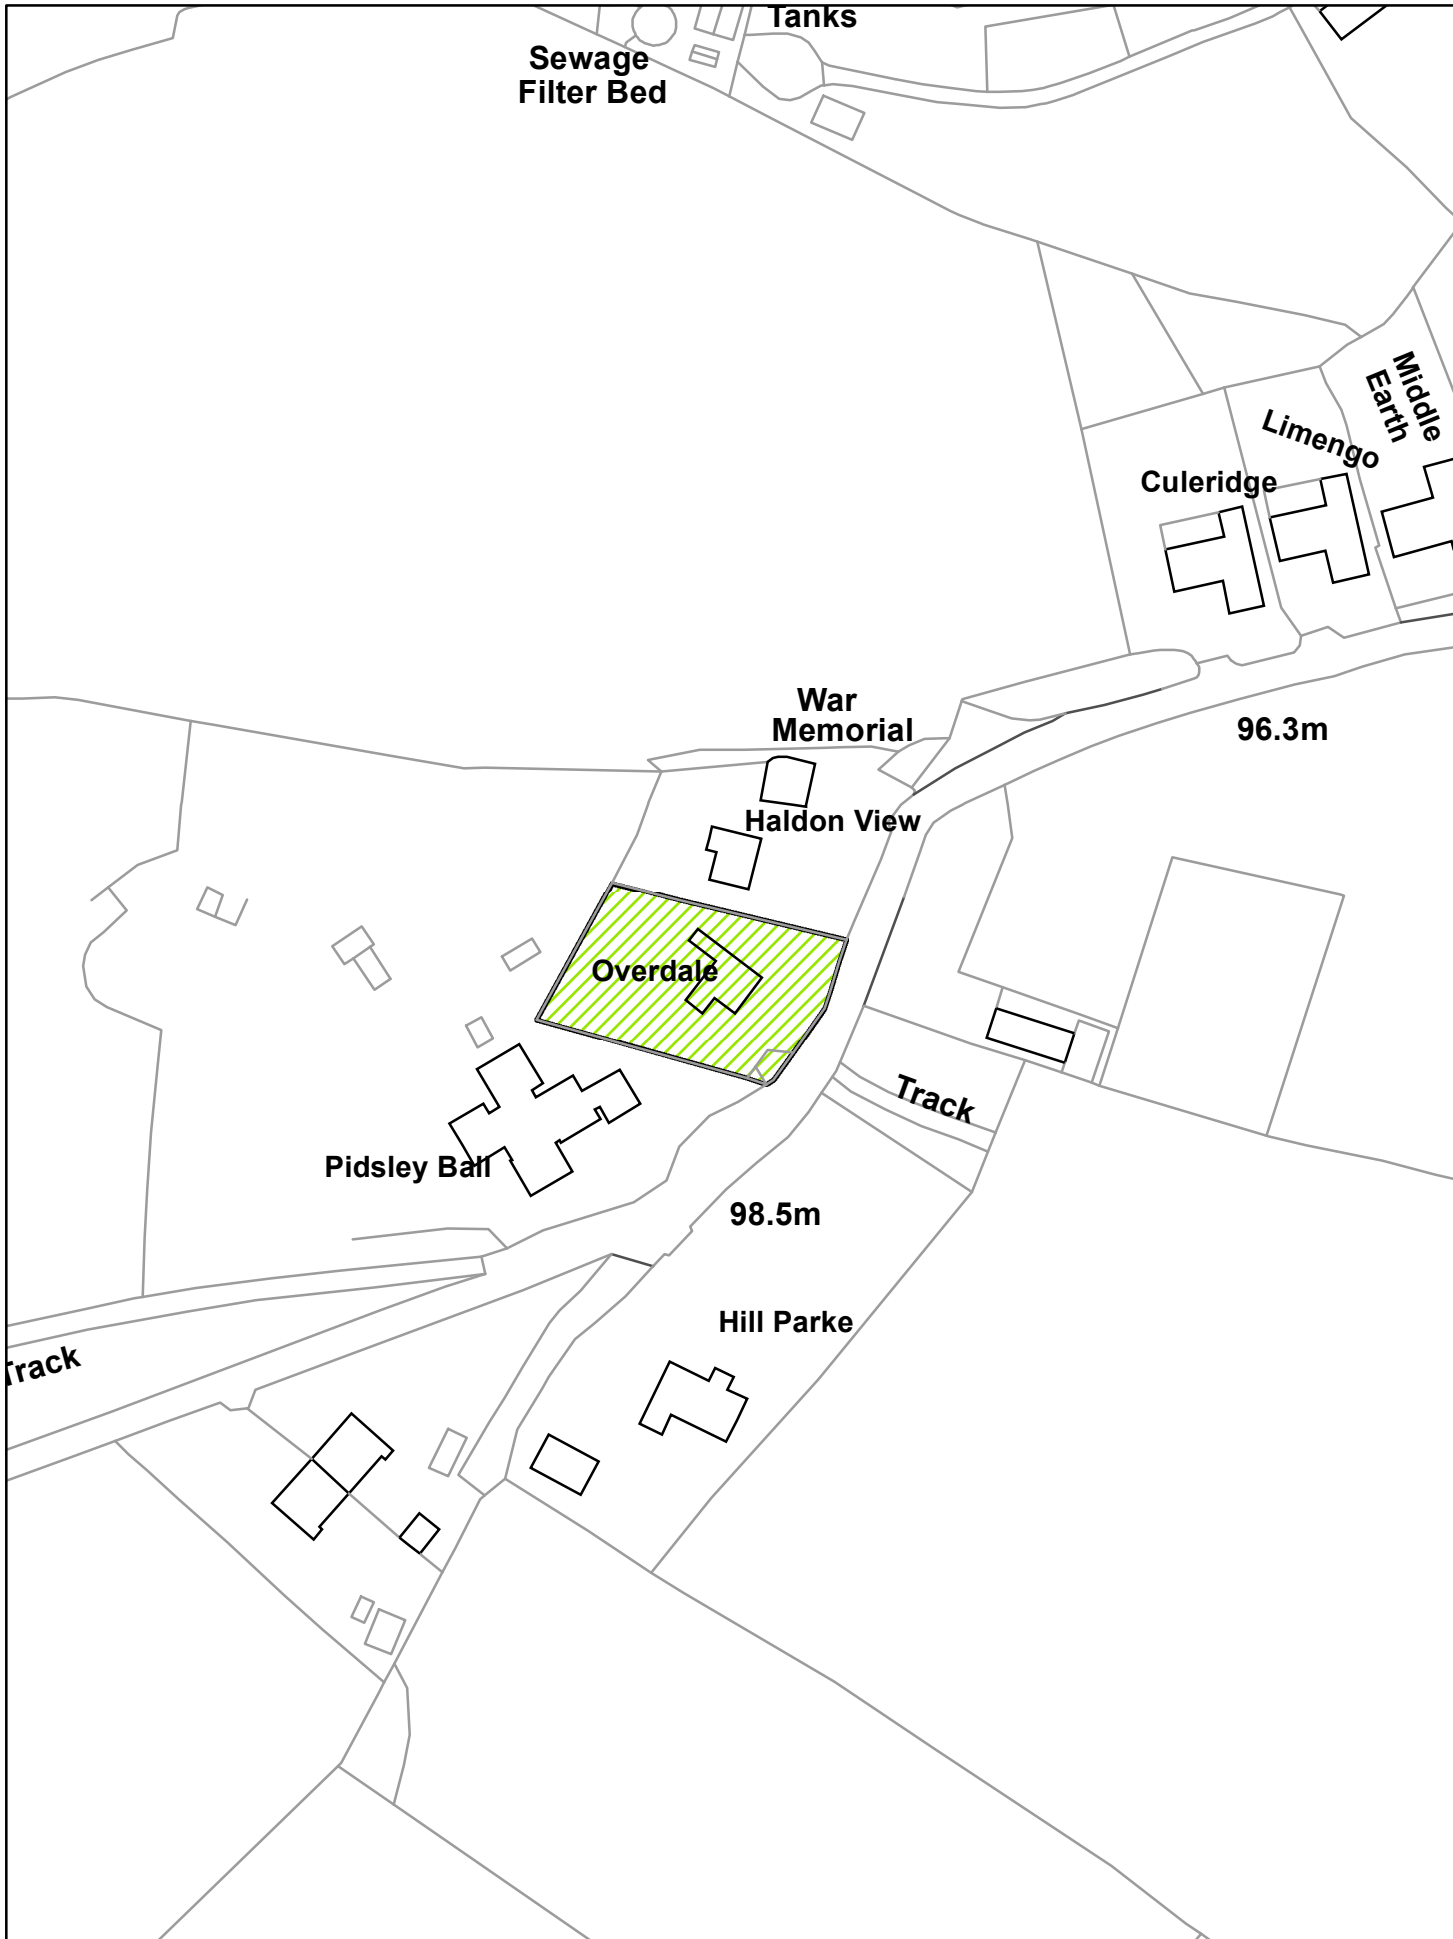 Tanks
Sewage
Filter Bed
Middle
Earth
Limengo
Culeridge
War
Memorial
96.3m
Haldon View
Overdale
Track
Pidsley Ball
98.5m
Hill Parke
Track